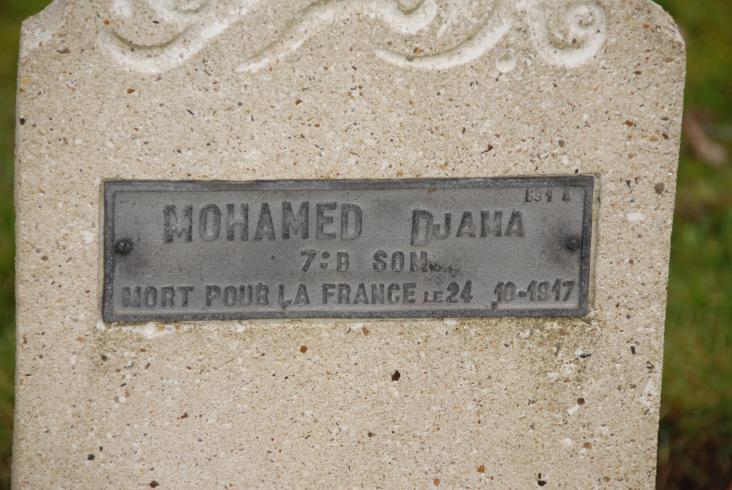 MOHAMED DJAMA
7:B SOM.
MORT POUR LA FRANCE LE 24 10-1917